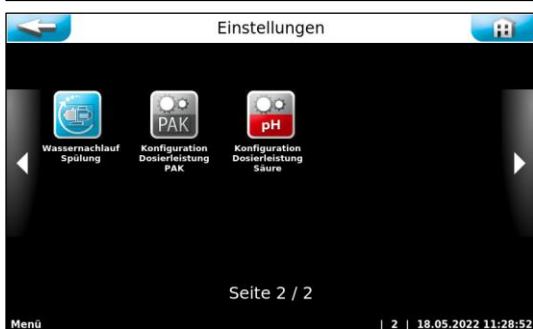 Einstellungen
Wassernachlauf
Spülung
PAK
Konfiguration
Dosierleistung
PAK
pH
Konfiguration
Dosierleistung
Säure
Seite 2 / 2
Menü | 2 | 18.05.2022 11:28:52